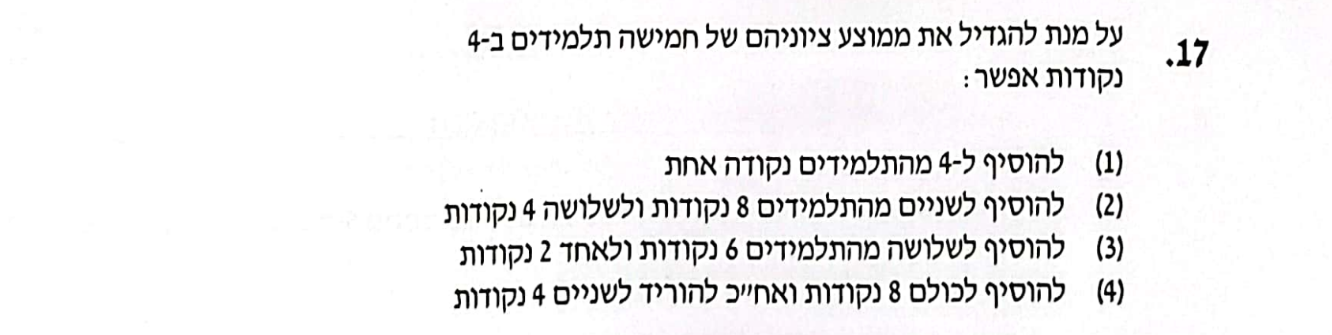 17. על מנת להגדיל את ממוצע ציוניהם של חמישה תלמידים ב-4
נקודות אפשר:
(1) להוסיף ל-4 מהתלמידים נקודה אחת
(2) להוסיף לשניים מהתלמידים 8 נקודות ולשלושה 4 נקודות
(3) להוסיף לשלושה מהתלמידים 6 נקודות ולאחד 2 נקודות
(4) להוסיף לכולם 8 נקודות ואח״כ להוריד לשניים 4 נקודות